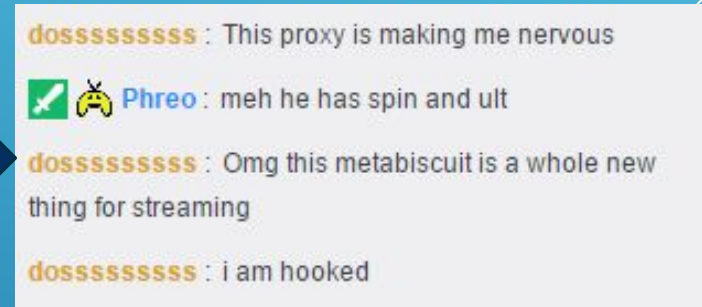 dossssssssss : This proxy is making me nervous
Phreo : meh he has spin and ult
dossssssssss : Omg this metabiscuit is a whole new
thing for streaming
dossssssssss : i am hooked